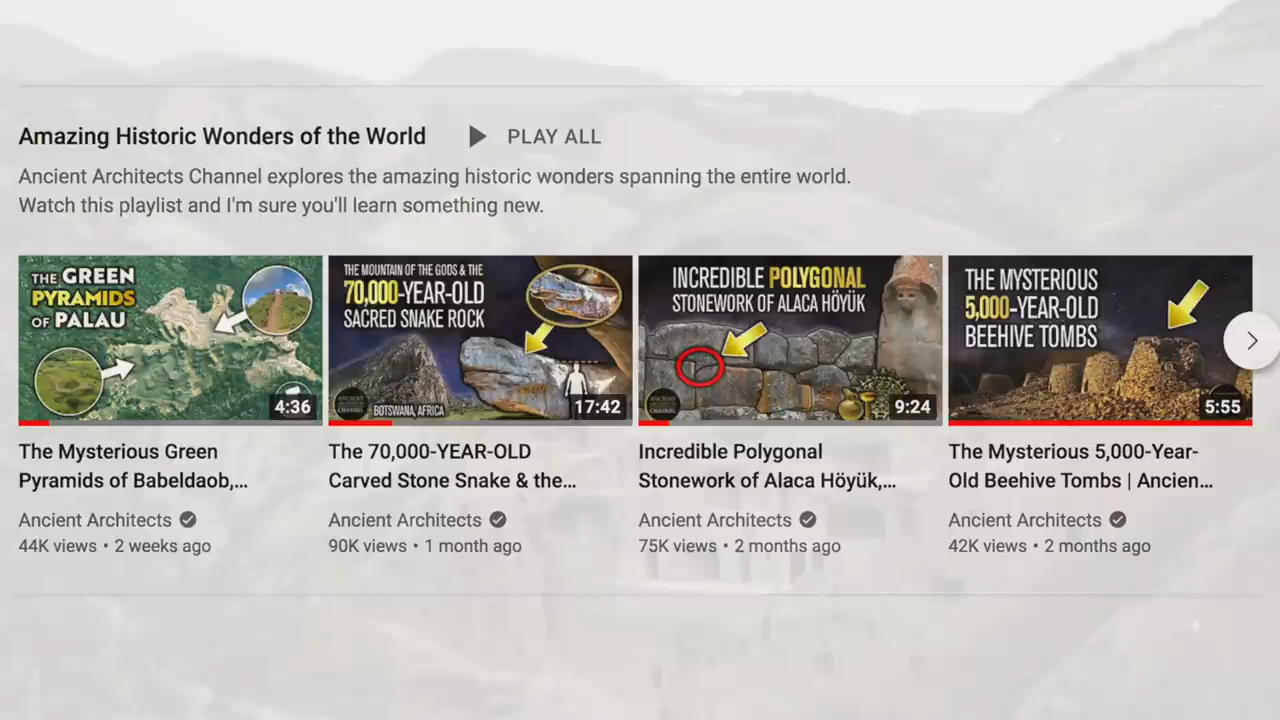 Amazing Historic Wonders of the World
PLAY ALL
Ancient Architects Channel explores the amazing historic wonders spanning the entire world.
Watch this playlist and I'm sure you'll learn something new.
THE GREEN
PYRAMIDS
OF PALAU
4:36
THE MOUNTAIN OF THE GODS & THE
70,000-YEAR-OLD
SACRED SNAKE ROCK
BOTSWANA, AFRICA
17:42
INCREDIBLE POLYGONAL
STONEWORK OF ALACA HÖYÜK
9:24
THE MYSTERIOUS
5,000-YEAR-OLD
BEEHIVE TOMBS
5:55
The Mysterious Green
Pyramids of Babeldaob,...
Ancient Architects
44K views • 2 weeks ago
The 70,000-YEAR-OLD
Carved Stone Snake & the...
Ancient Architects
90K views • 1 month ago
Incredible Polygonal
Stonework of Alaca Höyük,...
Ancient Architects
75K views • 2 months ago
The Mysterious 5,000-Year-
Old Beehive Tombs | Ancien...
Ancient Architects
42K views • 2 months ago